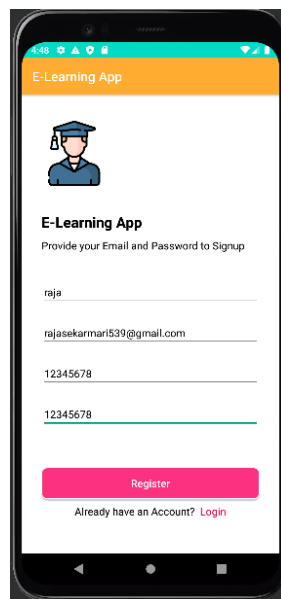 4:48
E-Learning App
E-Learning App
Provide your Email and Password to Signup
raja
rajasekarmari539@gmail.com
12345678
12345678
Register
Already have an Account? Login